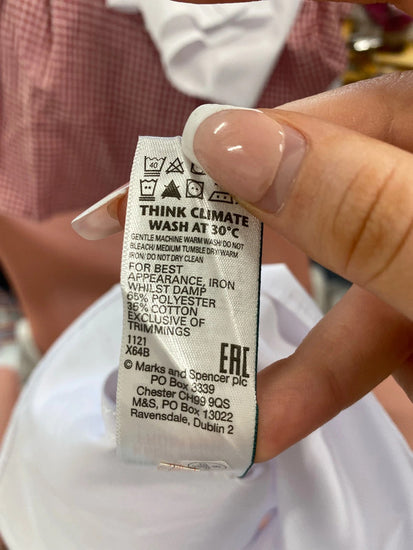 40
THINK CLIMATE
WASH AT 30°C
GENTLE MACHINE WARM WASH/DO NOT
BLEACH/ MEDIUM TUMBLE DRY/WARM
IRON/ DO NOT DRY CLEAN
FOR BEST
APPEARANCE, IRON
WHILST DAMP
65% POLYESTER
35% COTTON
EXCLUSIVE OF
TRIMMINGS
1121
X64B
EAC
© Marks and Spencer plc
PO Box 3339
Chester CH99 9QS
M&S, PO Box 13022
Ravensdale, Dublin 2